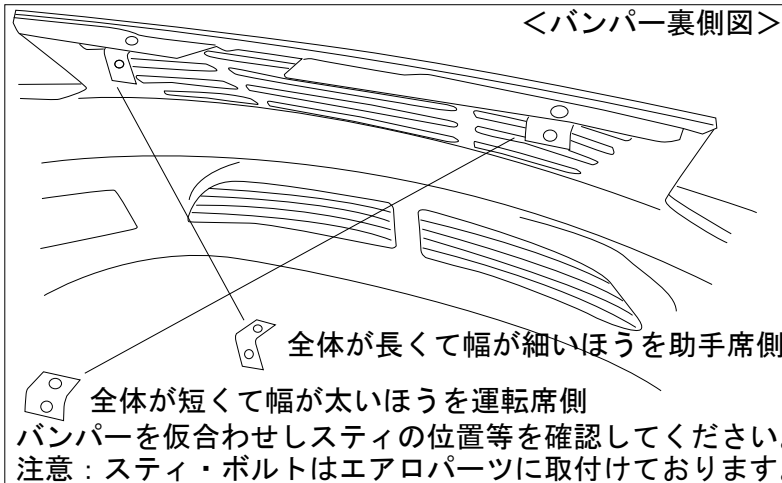 ＜バンパー裏側図＞
全体が長くて幅が細いほうを助手席側
全体が短くて幅が太いほうを運転席側
バンパーを仮合わせしスティの位置等を確認してください。
注意：スティ・ボルトはエアロパーツに取付けております。